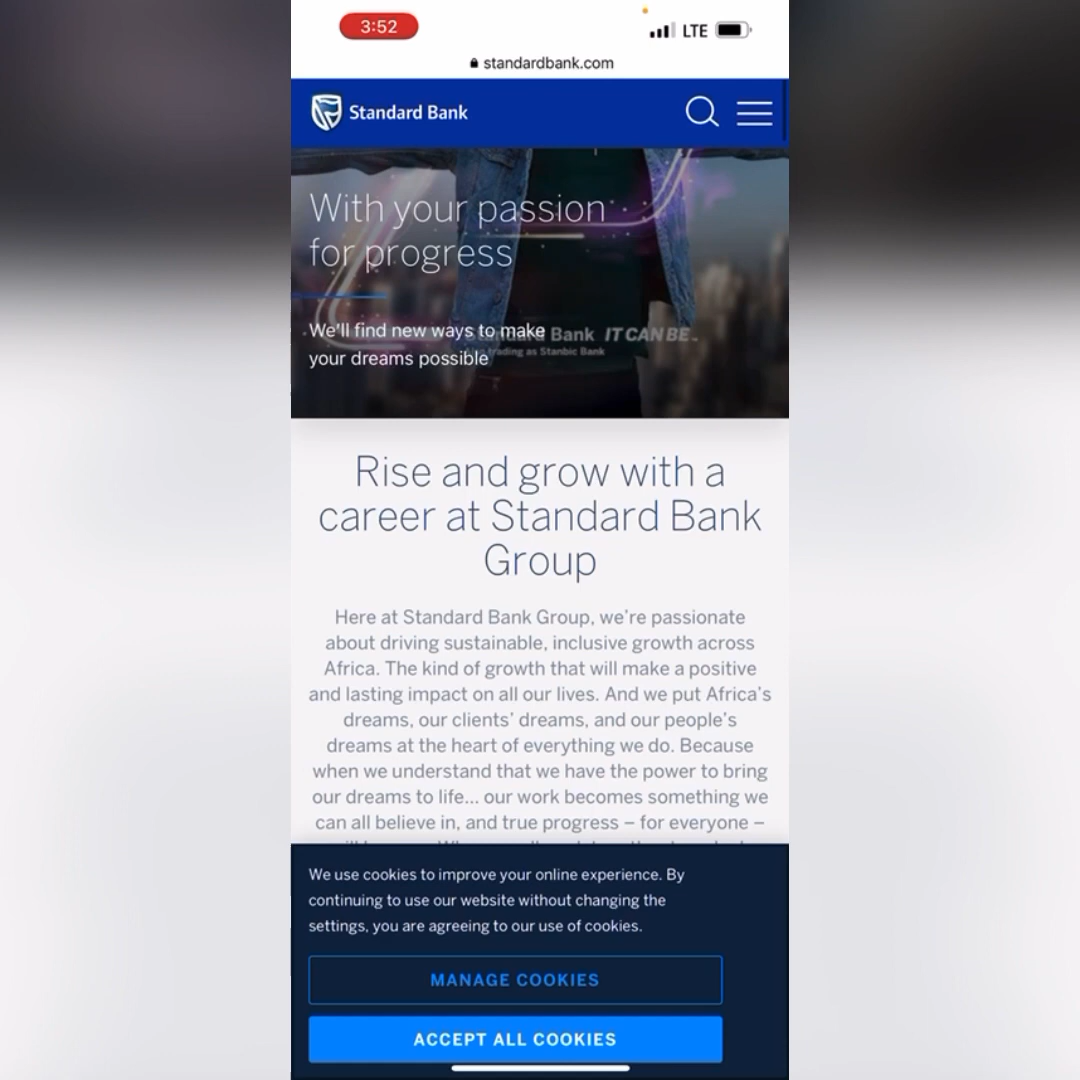 3:52
LTE
standardbank.com
Standard Bank
With your passion
for progress
We'll find new ways to make
your dreams possible
Bank IT CAN BE™
trading as Stanbic Bank
Rise and grow with a
career at Standard Bank
Group
Here at Standard Bank Group, we're passionate
about driving sustainable, inclusive growth across
Africa. The kind of growth that will make a positive
and lasting impact on all our lives. And we put Africa's
dreams, our clients' dreams, and our people's
dreams at the heart of everything we do. Because
when we understand that we have the power to bring
our dreams to life... our work becomes something we
can all believe in, and true progress – for everyone –
We use cookies to improve your online experience. By
continuing to use our website without changing the
settings, you are agreeing to our use of cookies.
MANAGE COOKIES
ACCEPT ALL COOKIES